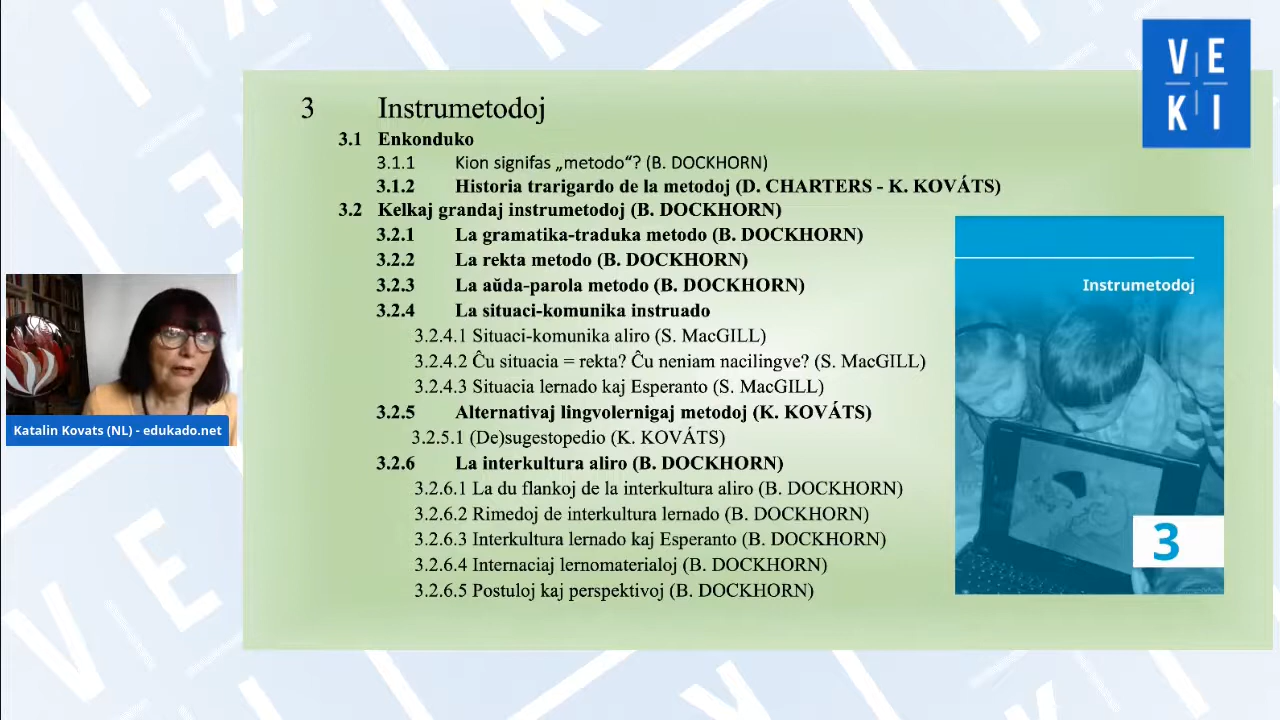 VE
KI
3 Instrumetodoj
3.1 Enkonduko
3.1.1 Kion signifas „metodo“? (B. DOCKHORN)
3.1.2 Historia trarigardo de la metodoj (D. CHARTERS - K. KOVÁTS)
3.2 Kelkaj grandaj instrumetodoj (B. DOCKHORN)
3.2.1 La gramatika-traduka metodo (B. DOCKHORN)
3.2.2 La rekta metodo (B. DOCKHORN)
3.2.3 La aŭda-parola metodo (B. DOCKHORN)
3.2.4 La situaci-komunika instruado
3.2.4.1 Situaci-komunika aliro (S. MacGILL)
3.2.4.2 Ĉu situacia = rekta? Ĉu neniam nacilingve? (S. MacGILL)
3.2.4.3 Situacia lernado kaj Esperanto (S. MacGILL)
3.2.5 Alternativaj lingvolernigaj metodoj (K. KOVÁTS)
3.2.5.1 (De)sugestopedio (K. KOVÁTS)
3.2.6 La interkultura aliro (B. DOCKHORN)
3.2.6.1 La du flankoj de la interkultura aliro (B. DOCKHORN)
3.2.6.2 Rimedoj de interkultura lernado (B. DOCKHORN)
3.2.6.3 Interkultura lernado kaj Esperanto (B. DOCKHORN)
3.2.6.4 Internaciaj lernomaterialoj (B. DOCKHORN)
3.2.6.5 Postuloj kaj perspektivoj (B. DOCKHORN)
Instrumetodoj
3
Katalin Kovats (NL) - edukado.net